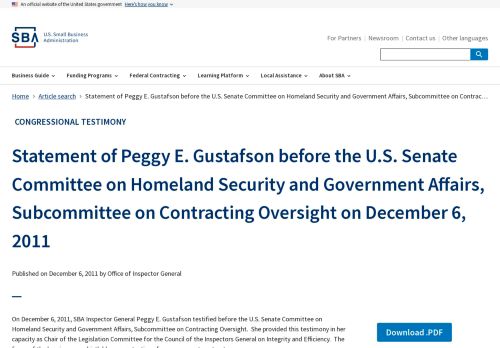 An official website of the United States government Here's how you know
SBA U.S. Small Business
Administration
For Partners | Newsroom | Contact us | Other languages
Business Guide Funding Programs Federal Contracting Learning Platform Local Assistance About SBA
Home › Article search › Statement of Peggy E. Gustafson before the U.S. Senate Committee on Homeland Security and Government Affairs, Subcommittee on Contrac…
CONGRESSIONAL TESTIMONY
Statement of Peggy E. Gustafson before the U.S. Senate
Committee on Homeland Security and Government Affairs,
Subcommittee on Contracting Oversight on December 6,
2011
Published on December 6, 2011 by Office of Inspector General
On December 6, 2011, SBA Inspector General Peggy E. Gustafson testified before the U.S. Senate Committee on
Homeland Security and Government Affairs, Subcommittee on Contracting Oversight. She provided this testimony in her
capacity as Chair of the Legislation Committee for the Council of the Inspectors General on Integrity and Efficiency. The
Download .PDF